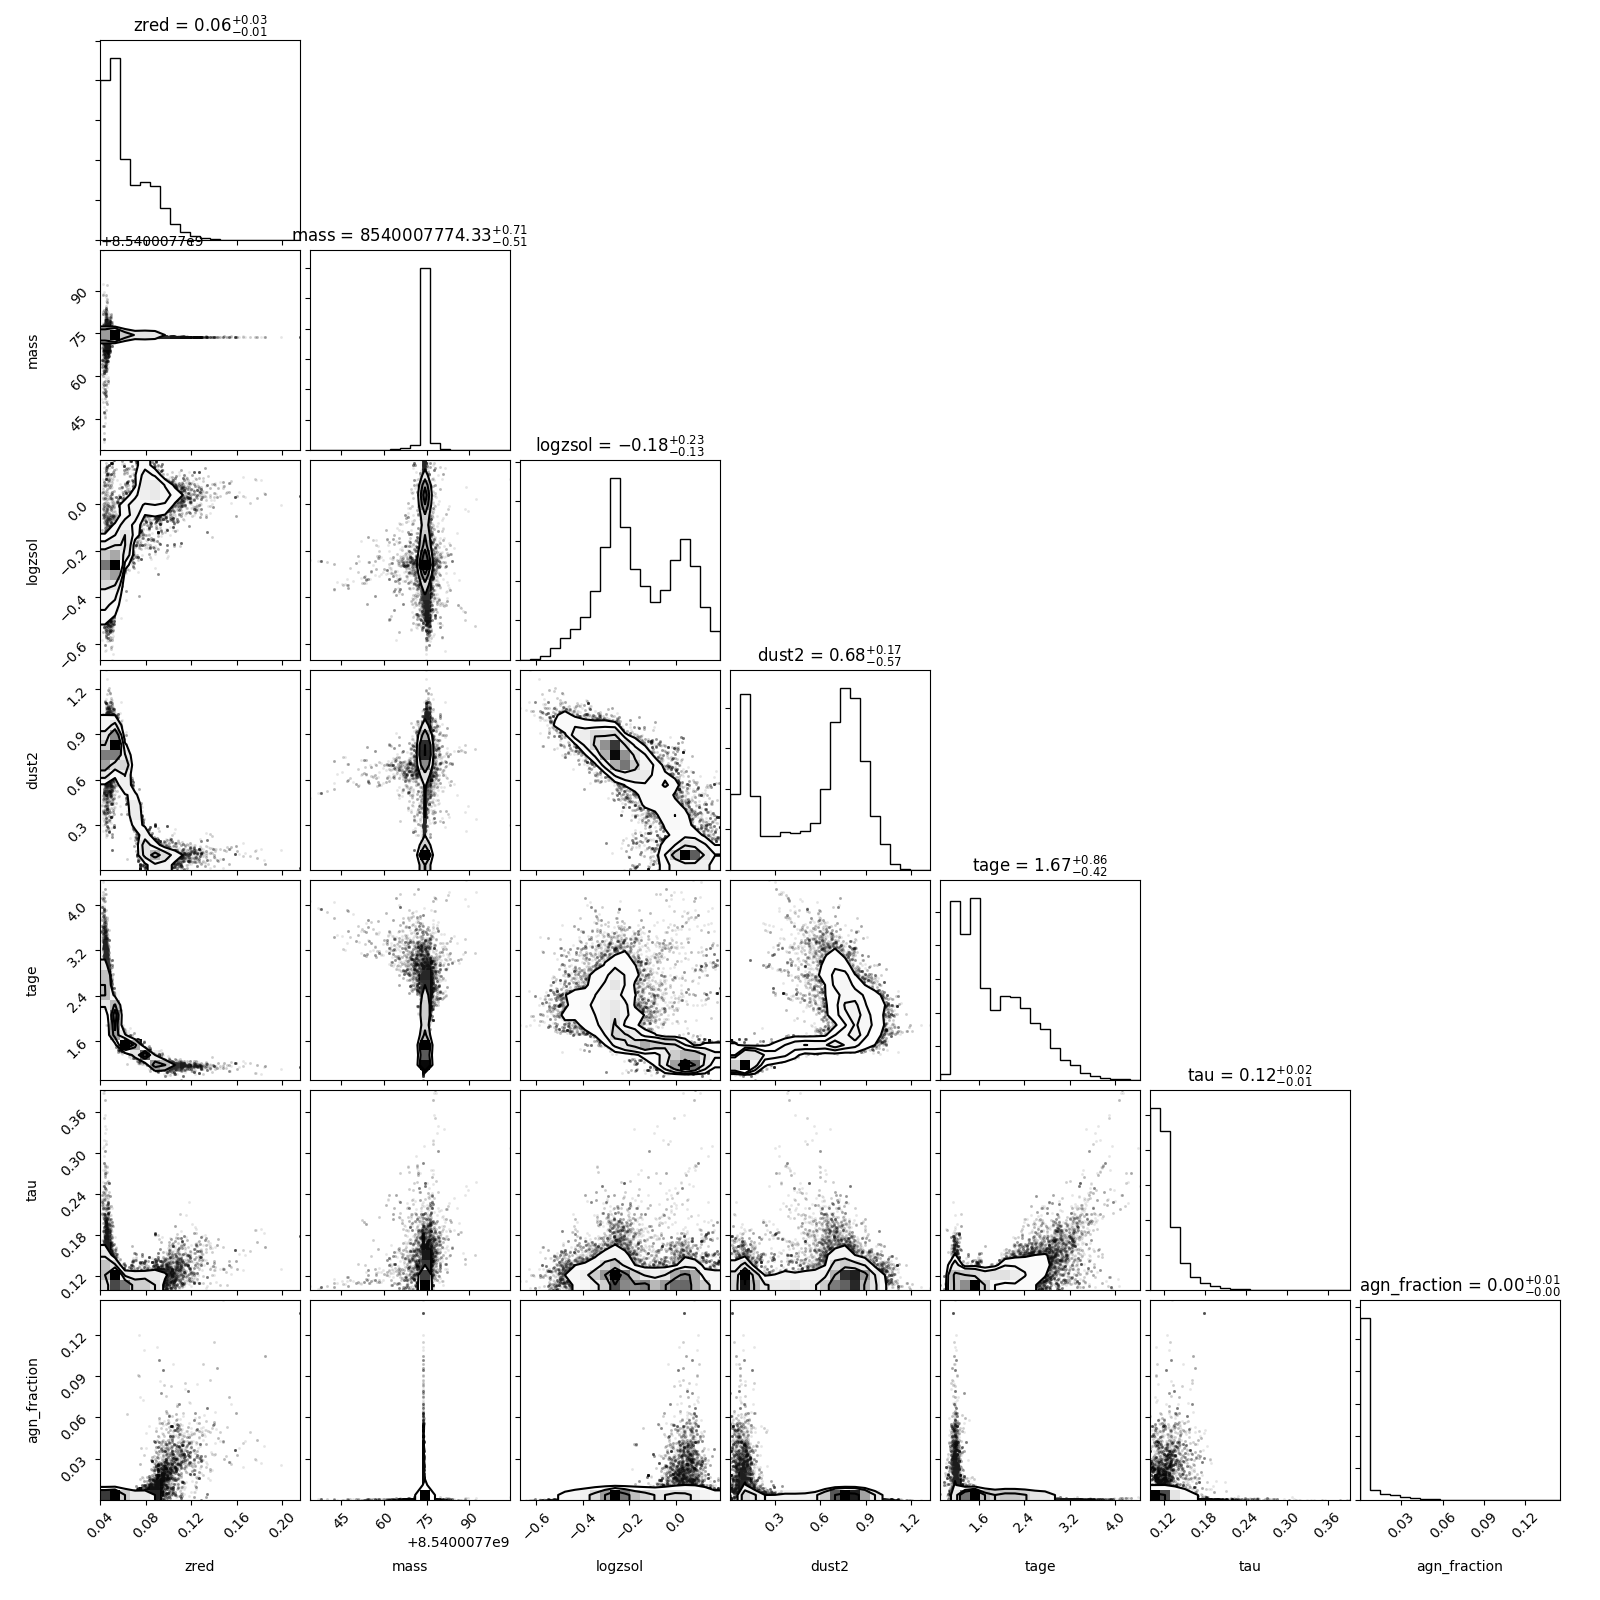 zred = 0.06+0.03−0.01
+8.5400077e9
mass = 8540007774.33+0.71−0.51
90
75
60
45
mass
logzsol = −0.18+0.23−0.13
0.0
−0.2
−0.4
−0.6
logzsol
dust2 = 0.68+0.17−0.57
1.2
0.9
0.6
0.3
dust2
tage = 1.67+0.86−0.42
4.0
3.2
2.4
1.6
tage
tau = 0.12+0.02−0.01
0.36
0.30
0.24
0.18
0.12
tau
agn_fraction = 0.00+0.01−0.00
0.12
0.09
0.06
0.03
agn_fraction
0.04 0.08 0.12 0.16 0.20 45 60 75 90 −0.6 −0.4 −0.2 0.0 0.3 0.6 0.9 1.2 1.6 2.4 3.2 4.0 0.12 0.18 0.24 0.30 0.36 0.03 0.06 0.09 0.12
+8.5400077e9
zred mass logzsol dust2 tage tau agn_fraction